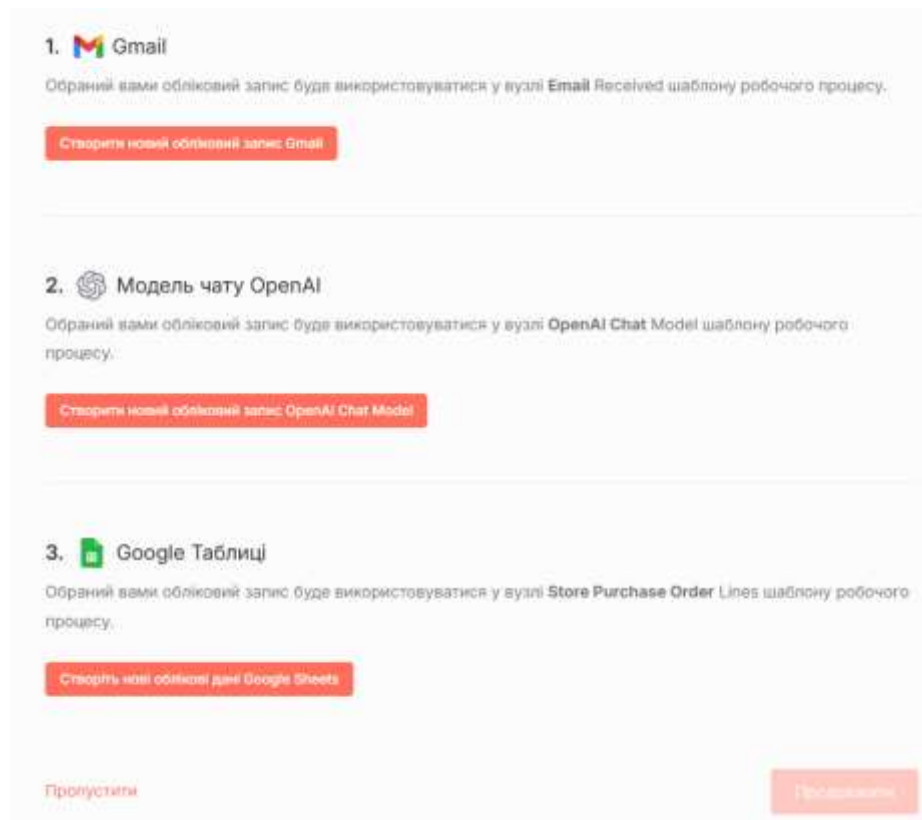 1. Gmail
Обраний вами обліковий запис буде використовуватися у вузлі Email Received шаблону робочого процесу.
Створити новий обліковий запис Gmail
2. Модель чату OpenAI
Обраний вами обліковий запис буде використовуватися у вузлі OpenAI Chat Model шаблону робочого
процесу.
Створити новий обліковий запис OpenAI Chat Model
3. Google Таблиці
Обраний вами обліковий запис буде використовуватися у вузлі Store Purchase Order Lines шаблону робочого
процесу.
Створіть нові облікові дані Google Sheets
Пропустити